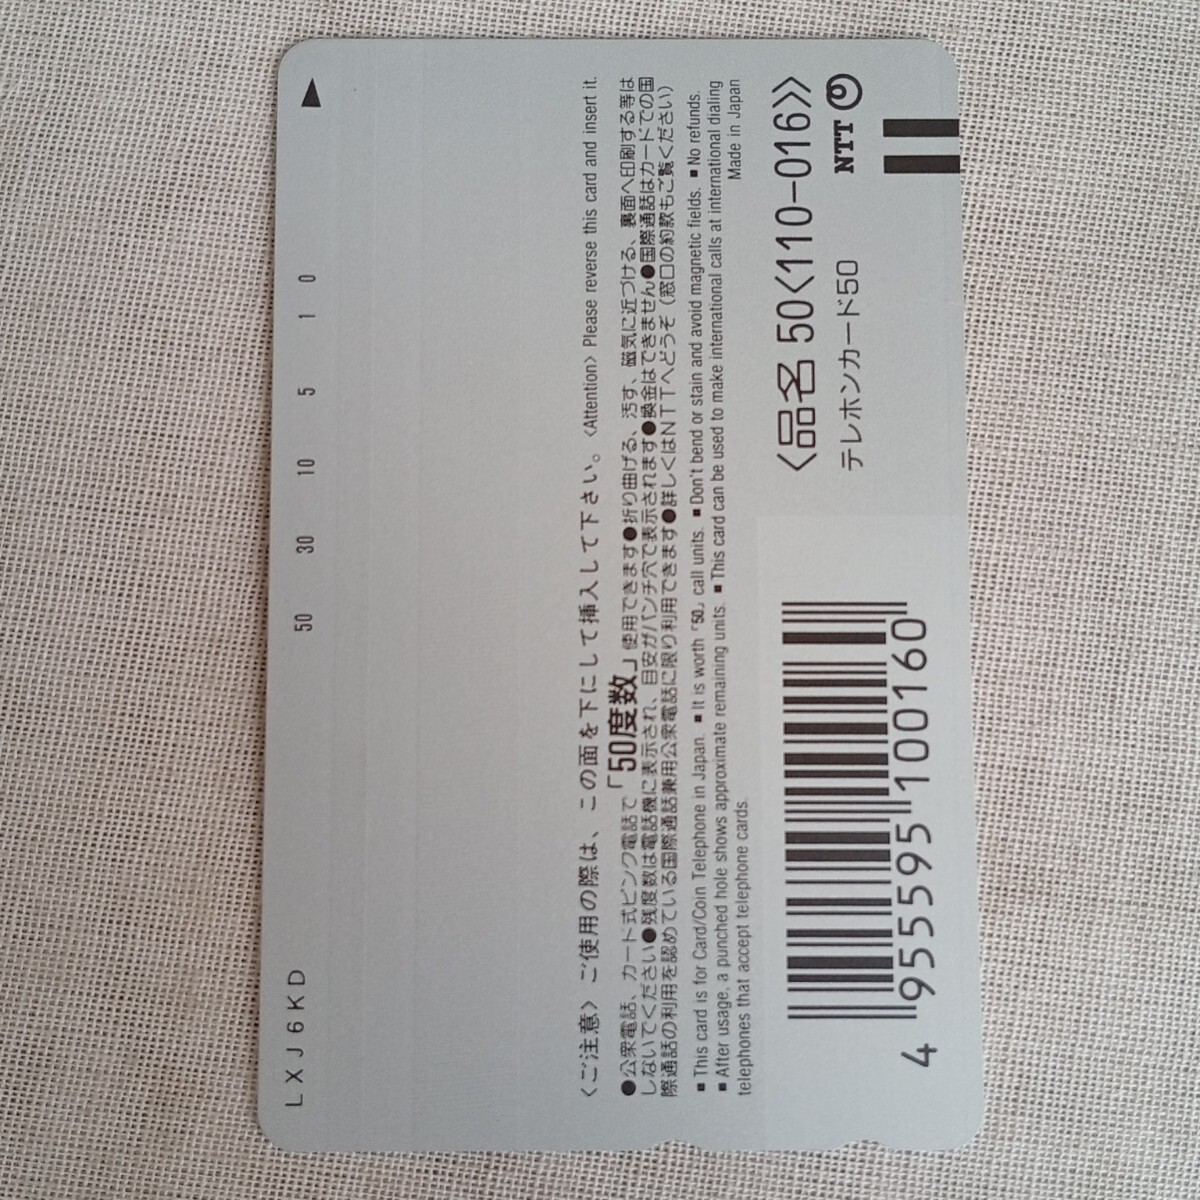 LXJ6KD 50 30 10 5 1 0
〈ご注意〉ご使用の際は、この面を下にして挿入して下さい。〈Attention〉Please reverse this card and insert it.
●公衆電話、カード式ピンク電話で「50度数」使用できます●折り曲げる、汚す、磁気に近づける、裏面へ印刷する等は
しないでください●残度数は電話機に表示され、目安がパンチ穴で表示されます●換金はできません●国際通話はカードでの国
際通話の利用を認めている国際通話兼用公衆電話に限り利用できます●詳しくはNTTへどうぞ（窓口の約款もご覧ください）
■This card is for Card/Coin Telephone in Japan. ■It is worth「50」call units. ■Don't bend or stain and avoid magnetic fields. ■No refunds.
■After usage, a punched hole shows approximate remaining units. ■This card can be used to make international calls at international dialing
telephones that accept telephone cards. Made in Japan
〈品名 50〈110-016〉〉
テレホンカード50
NTT
4 955595 100160